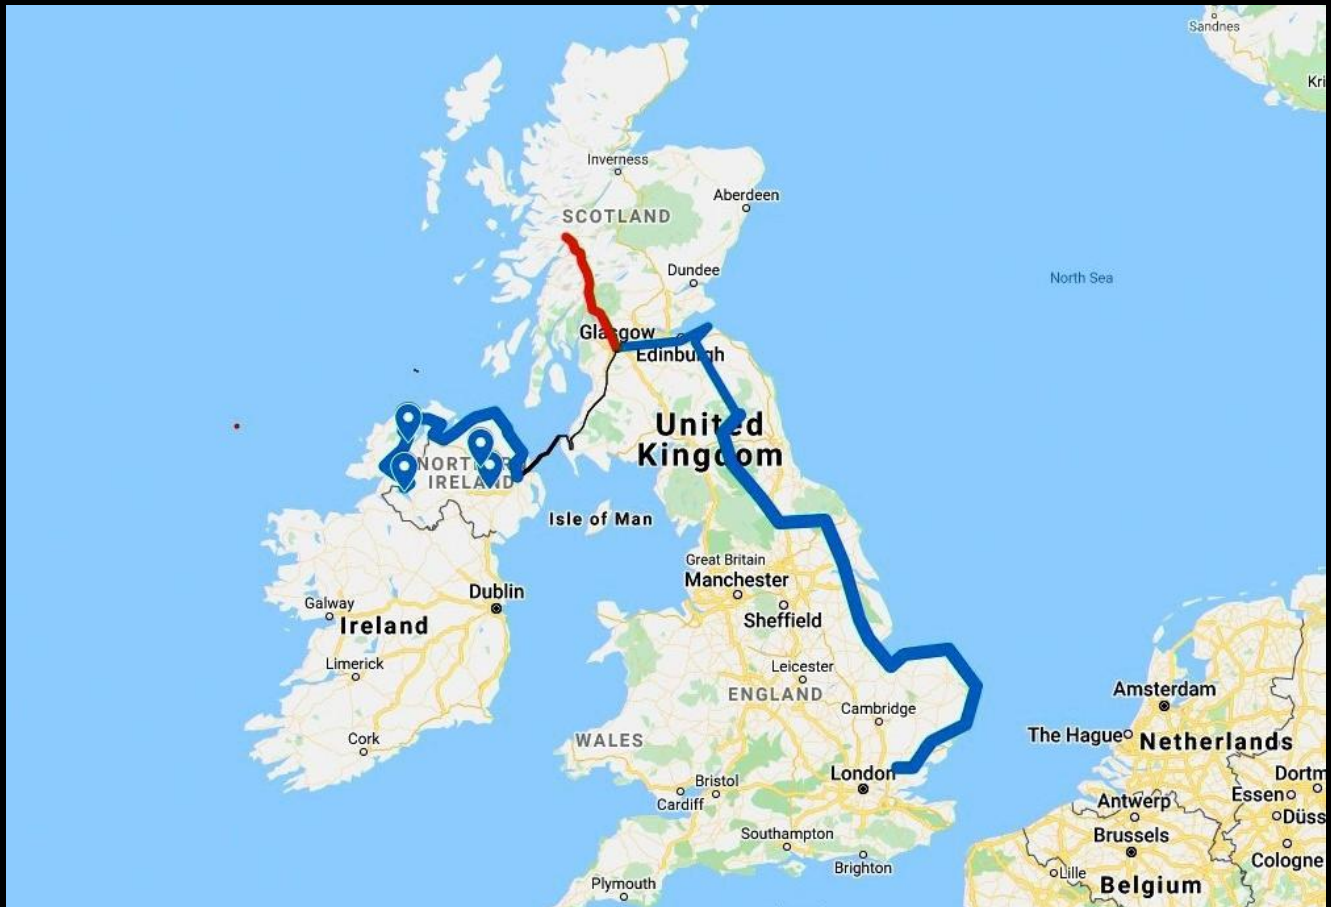 Sandnes
Kri
Inverness
Aberdeen
SCOTLAND
Dundee
North Sea
Glasgow
Edinburgh
United
Kingdom
IRELAND
Isle of Man
Great Britain
Manchester
Dublin
Sheffield
Galway
Ireland
Limerick
Leicester
ENGLAND
Cambridge
Amsterdam
Cork
WALES
The Hague
Netherlands
London
Bristol
Cardiff
Dortm
Essen
Antwerp
Düss
Southampton
Brussels
Brighton
Cologne
Lille
Plymouth
Belgium